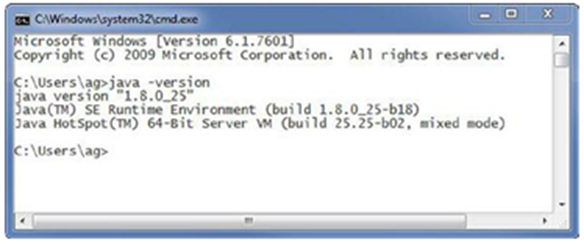 C:\Windows\system32\cmd.exe
Microsoft Windows [Version 6.1.7601]
Copyright (c) 2009 Microsoft Corporation.  All rights reserved.
C:\Users\ag>java -version
java version "1.8.0_25"
Java(TM) SE Runtime Environment (build 1.8.0_25-b18)
Java HotSpot(TM) 64-Bit Server VM (build 25.25-b02, mixed mode)
C:\Users\ag>